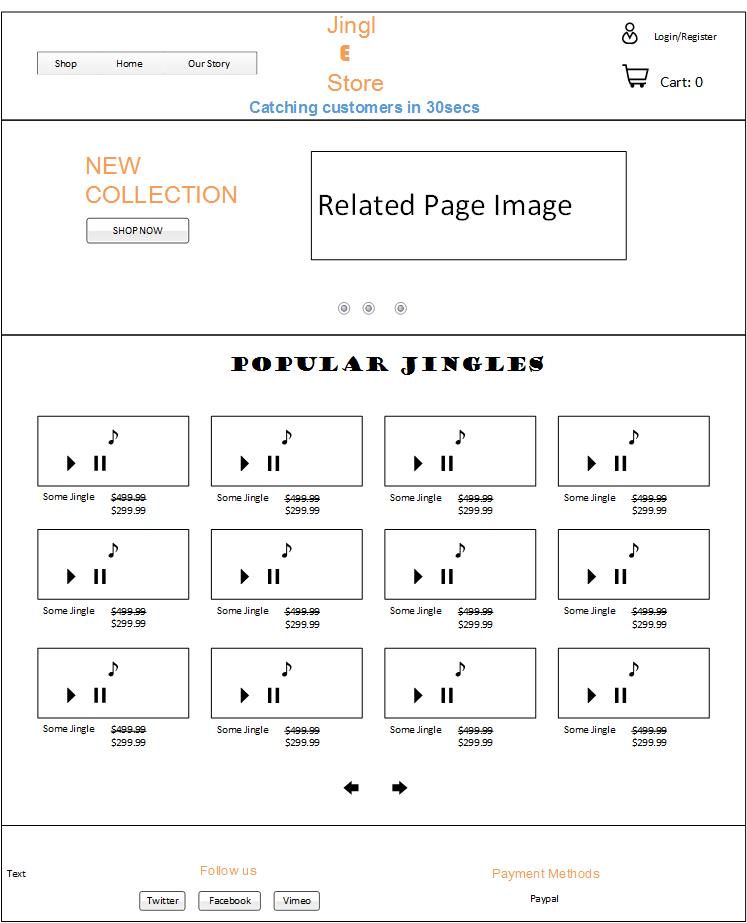 Jingl
E
Store
Catching customers in 30secs
Shop Home Our Story
Login/Register
Cart: 0
NEW
COLLECTION
SHOP NOW
Related Page Image
POPULAR JINGLES
Some Jingle $499.99 Some Jingle $499.99 Some Jingle $499.99 Some Jingle $499.99
$299.99 $299.99 $299.99 $299.99
Some Jingle $499.99 Some Jingle $499.99 Some Jingle $499.99 Some Jingle $499.99
$299.99 $299.99 $299.99 $299.99
Some Jingle $499.99 Some Jingle $499.99 Some Jingle $499.99 Some Jingle $499.99
$299.99 $299.99 $299.99 $299.99
Text
Follow us
Twitter Facebook Vimeo
Payment Methods
Paypal